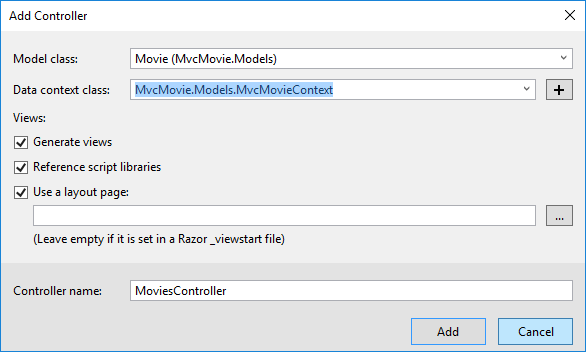 Add Controller
Model class: Movie (MvcMovie.Models)
Data context class: MvcMovie.Models.MvcMovieContext +
Views:
Generate views
Reference script libraries
Use a layout page:
...
(Leave empty if it is set in a Razor _viewstart file)
Controller name: MoviesController
Add Cancel